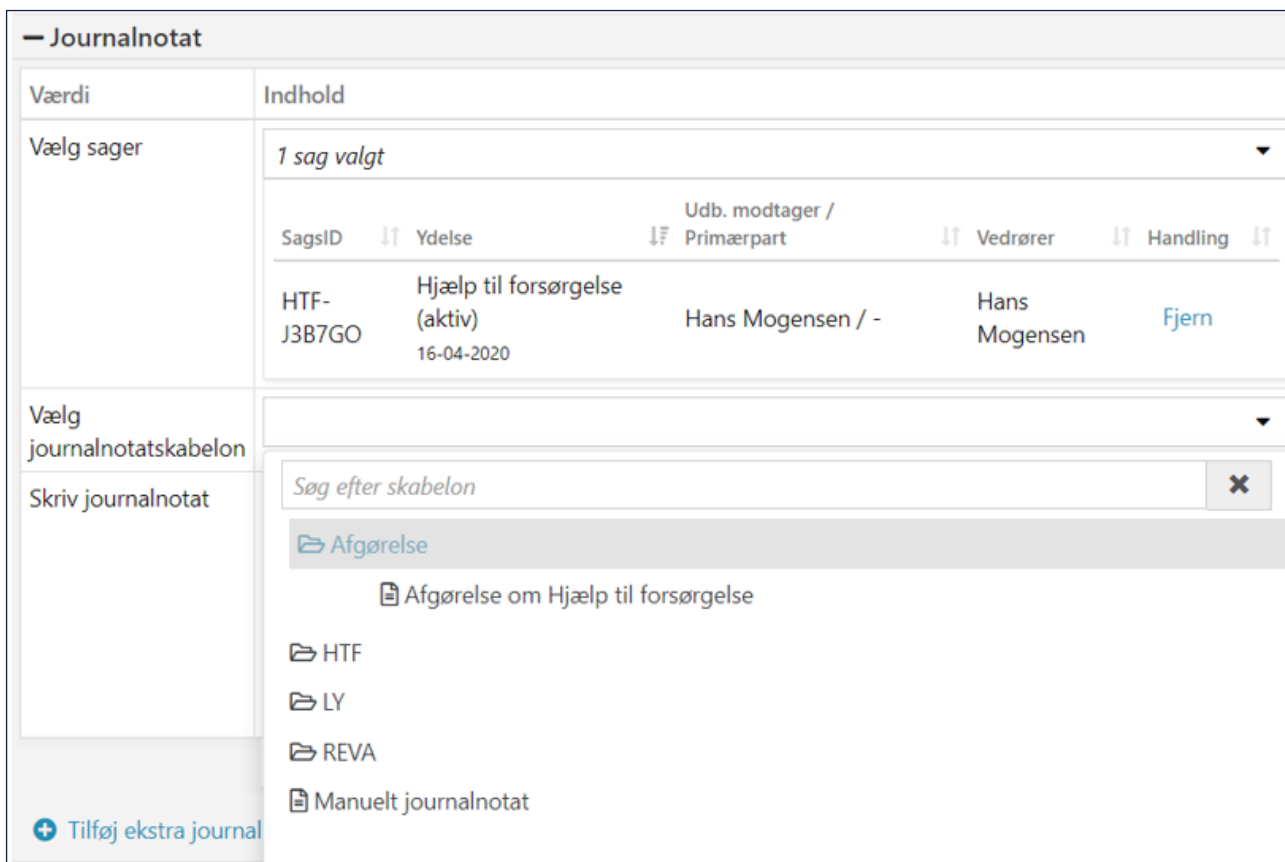 Journalnotat
Værdi
Indhold
Vælg sager
1 sag valgt
SagsID
Ydelse
Udb. modtager /
Primærpart
Vedrører
Handling
HTF-
J3B7GO
Hjælp til forsørgelse
(aktiv)
16-04-2020
Hans Mogensen / -
Hans
Mogensen
Fjern
Vælg
journalnotatskabelon
Skriv journalnotat
Søg efter skabelon
Afgørelse
Afgørelse om Hjælp til forsørgelse
HTF
LY
REVA
Manuelt journalnotat
Tilføj ekstra journal